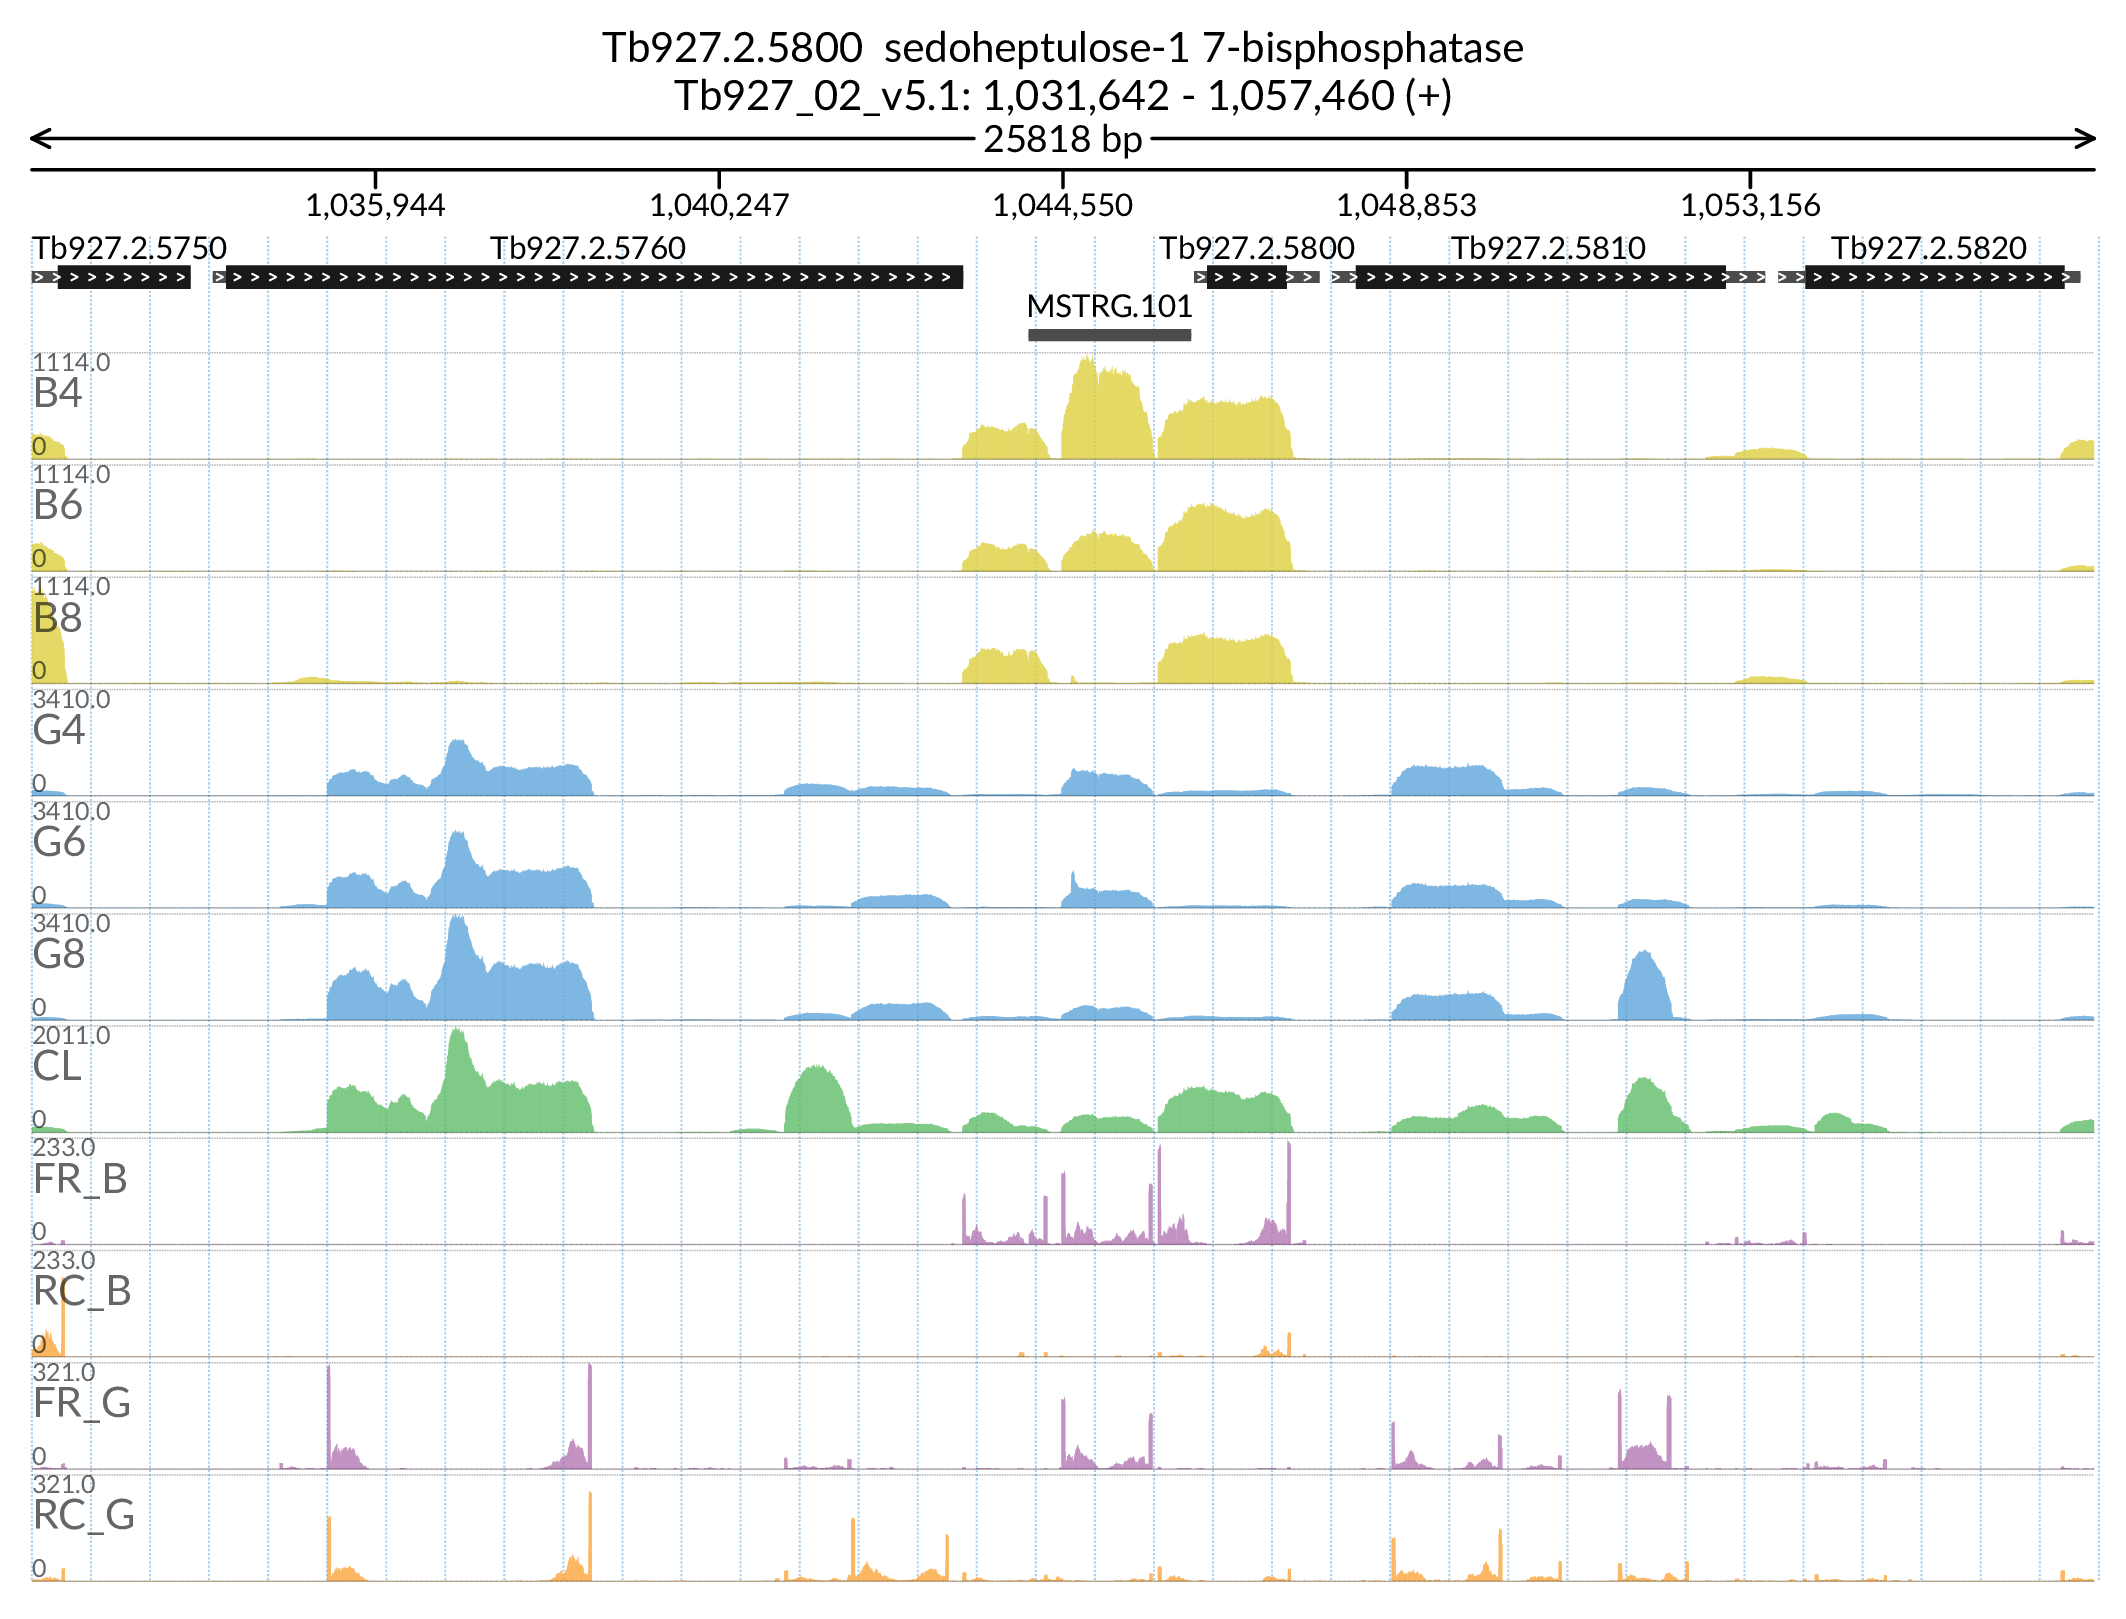 Tb927.2.5800 sedoheptulose-1 7-bisphosphatase
Tb927_02_v5.1: 1,031,642 - 1,057,460 (+)
25818 bp
1,035,944 1,040,247 1,044,550 1,048,853 1,053,156
Tb927.2.5750 Tb927.2.5760 Tb927.2.5800 Tb927.2.5810 Tb927.2.5820
MSTRG.101
1114.0
B4
0
1114.0
B6
0
1114.0
B8
0
3410.0
G4
0
3410.0
G6
0
3410.0
G8
0
2011.0
CL
0
233.0
FR_B
0
233.0
RC_B
0
321.0
FR_G
0
321.0
RC_G
0